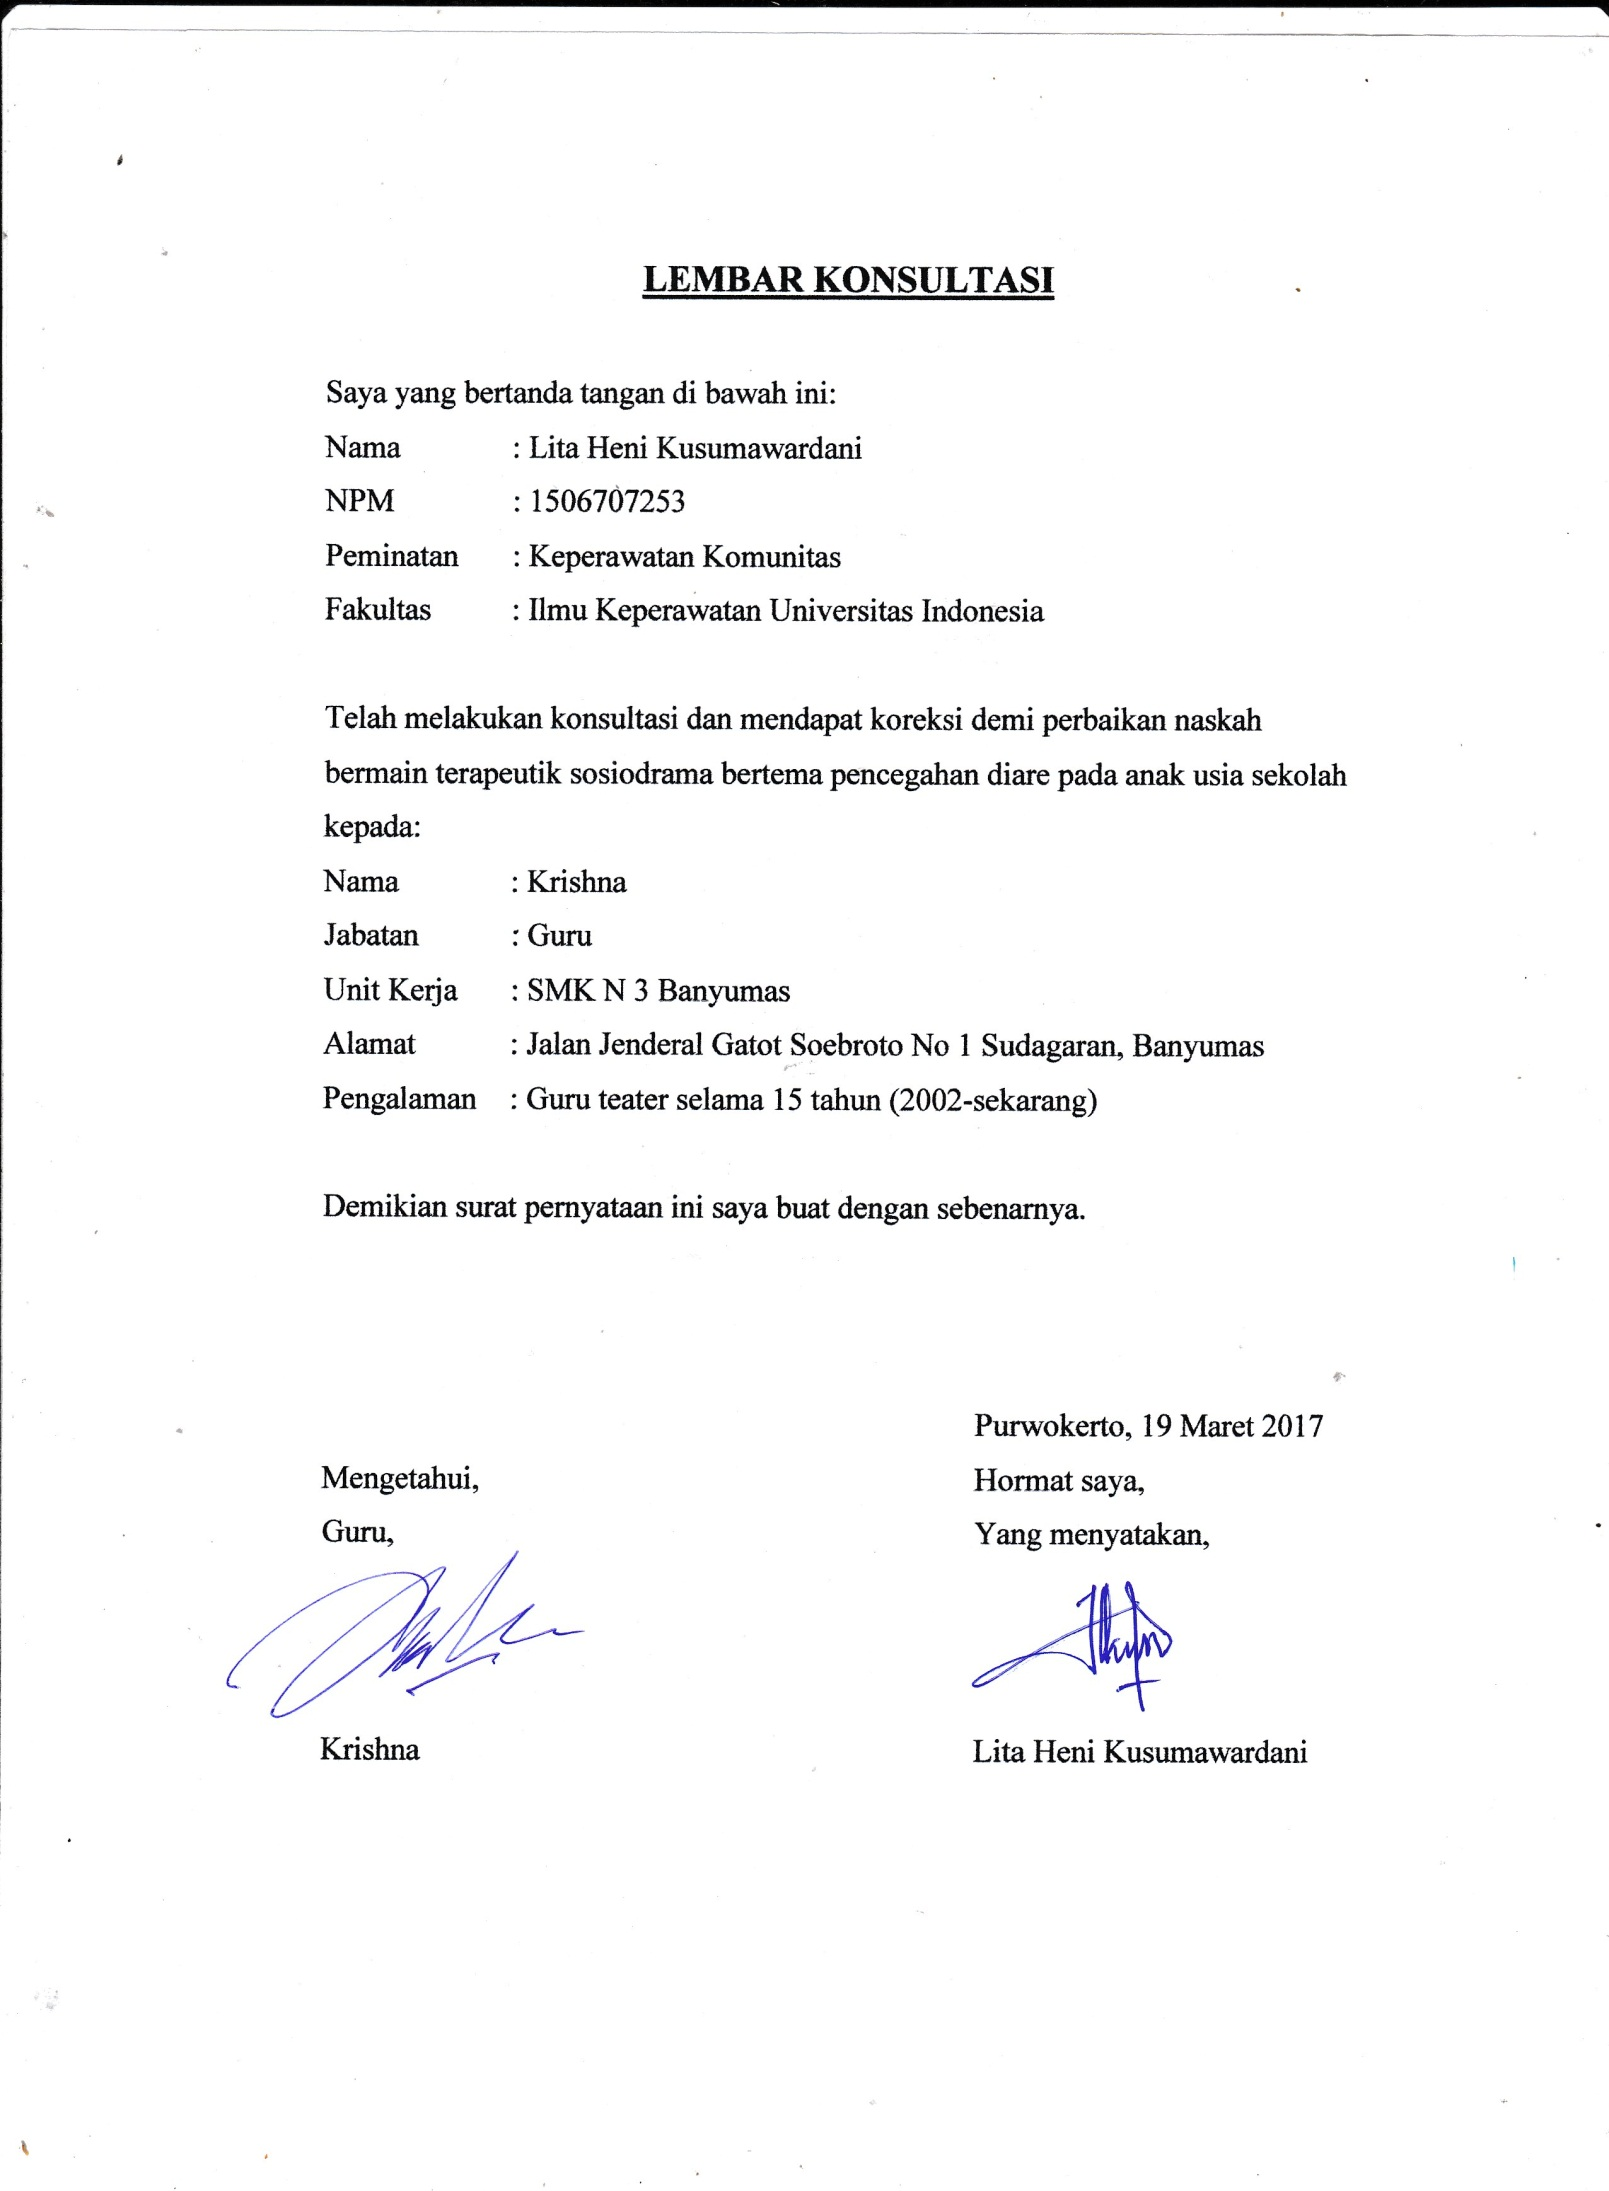 LEMBAR KONSULTASI
Saya yang bertanda tangan di bawah ini:
Nama : Lita Heni Kusumawardani
NPM : 1506707253
Peminatan : Keperawatan Komunitas
Fakultas : Ilmu Keperawatan Universitas Indonesia
Telah melakukan konsultasi dan mendapat koreksi demi perbaikan naskah
bermain terapeutik sosiodrama bertema pencegahan diare pada anak usia sekolah
kepada:
Nama : Krishna
Jabatan : Guru
Unit Kerja : SMK N 3 Banyumas
Alamat : Jalan Jenderal Gatot Soebroto No 1 Sudagaran, Banyumas
Pengalaman : Guru teater selama 15 tahun (2002-sekarang)
Demikian surat pernyataan ini saya buat dengan sebenarnya.
Purwokerto, 19 Maret 2017
Mengetahui, Hormat saya,
Guru, Yang menyatakan,
Krishna Lita Heni Kusumawardani